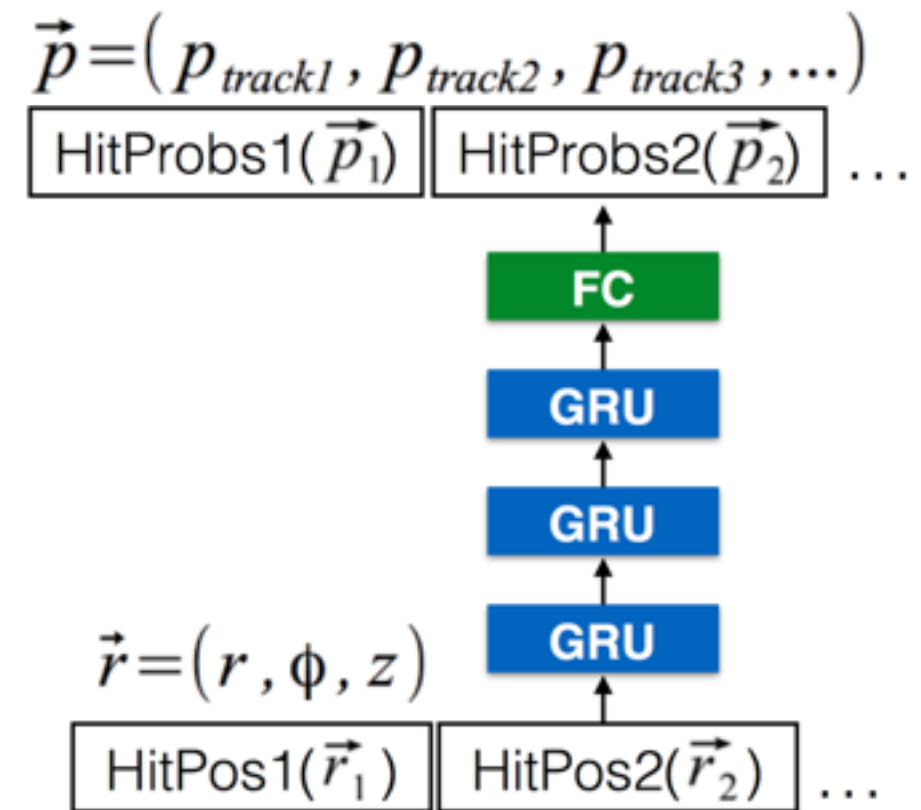 p⃗=( p_track1 , p_track2 , p_track3 , ...)
HitProbs1(p⃗₁) HitProbs2(p⃗₂) ...
FC
GRU
GRU
GRU
r⃗=(r , ϕ , z)
HitPos1(r⃗₁) HitPos2(r⃗₂) ...